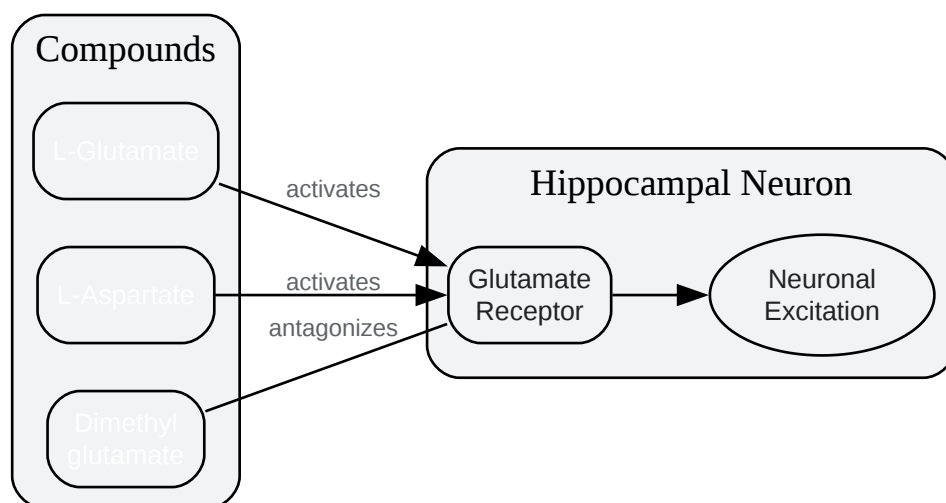 Compounds
L-Glutamate
L-Aspartate
Dimethyl
glutamate
activates
activates
antagonizes
Hippocampal Neuron
Glutamate
Receptor
Neuronal
Excitation